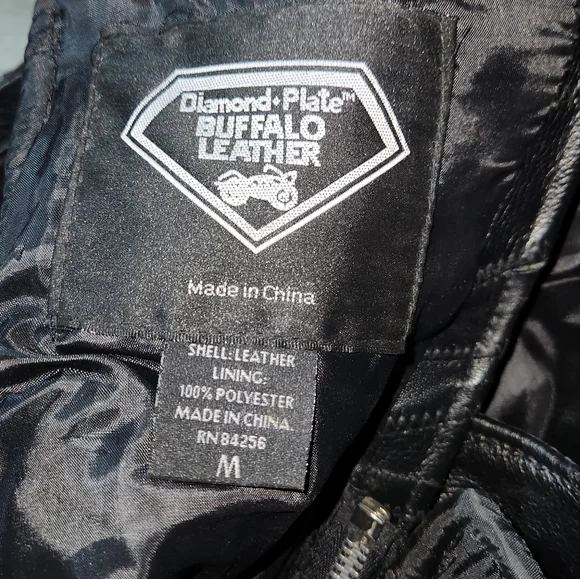 Diamond✦Plate™
BUFFALO
LEATHER
Made in China
SHELL: LEATHER
LINING:
100% POLYESTER
MADE IN CHINA
RN 84256
M